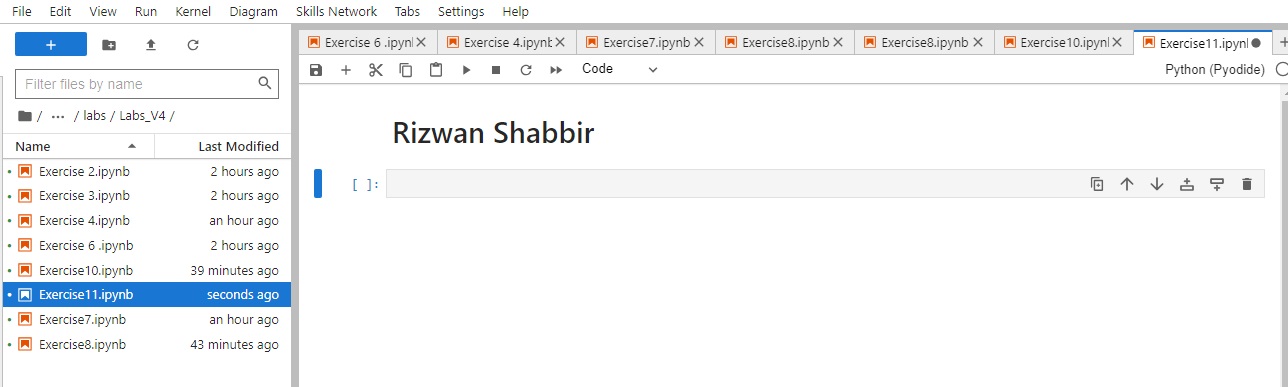 File Edit View Run Kernel Diagram Skills Network Tabs Settings Help
+
Filter files by name
/ ... / labs / Labs_V4 /
Name Last Modified
Exercise 2.ipynb 2 hours ago
Exercise 3.ipynb 2 hours ago
Exercise 4.ipynb an hour ago
Exercise 6 .ipynb 2 hours ago
Exercise10.ipynb 39 minutes ago
Exercise11.ipynb seconds ago
Exercise7.ipynb an hour ago
Exercise8.ipynb 43 minutes ago
Exercise 6 .ipynl Exercise 4.ipynb Exercise7.ipynb Exercise8.ipynb Exercise8.ipynb Exercise10.ipynl Exercise11.ipynl
Code Python (Pyodide)
Rizwan Shabbir
[ ]: